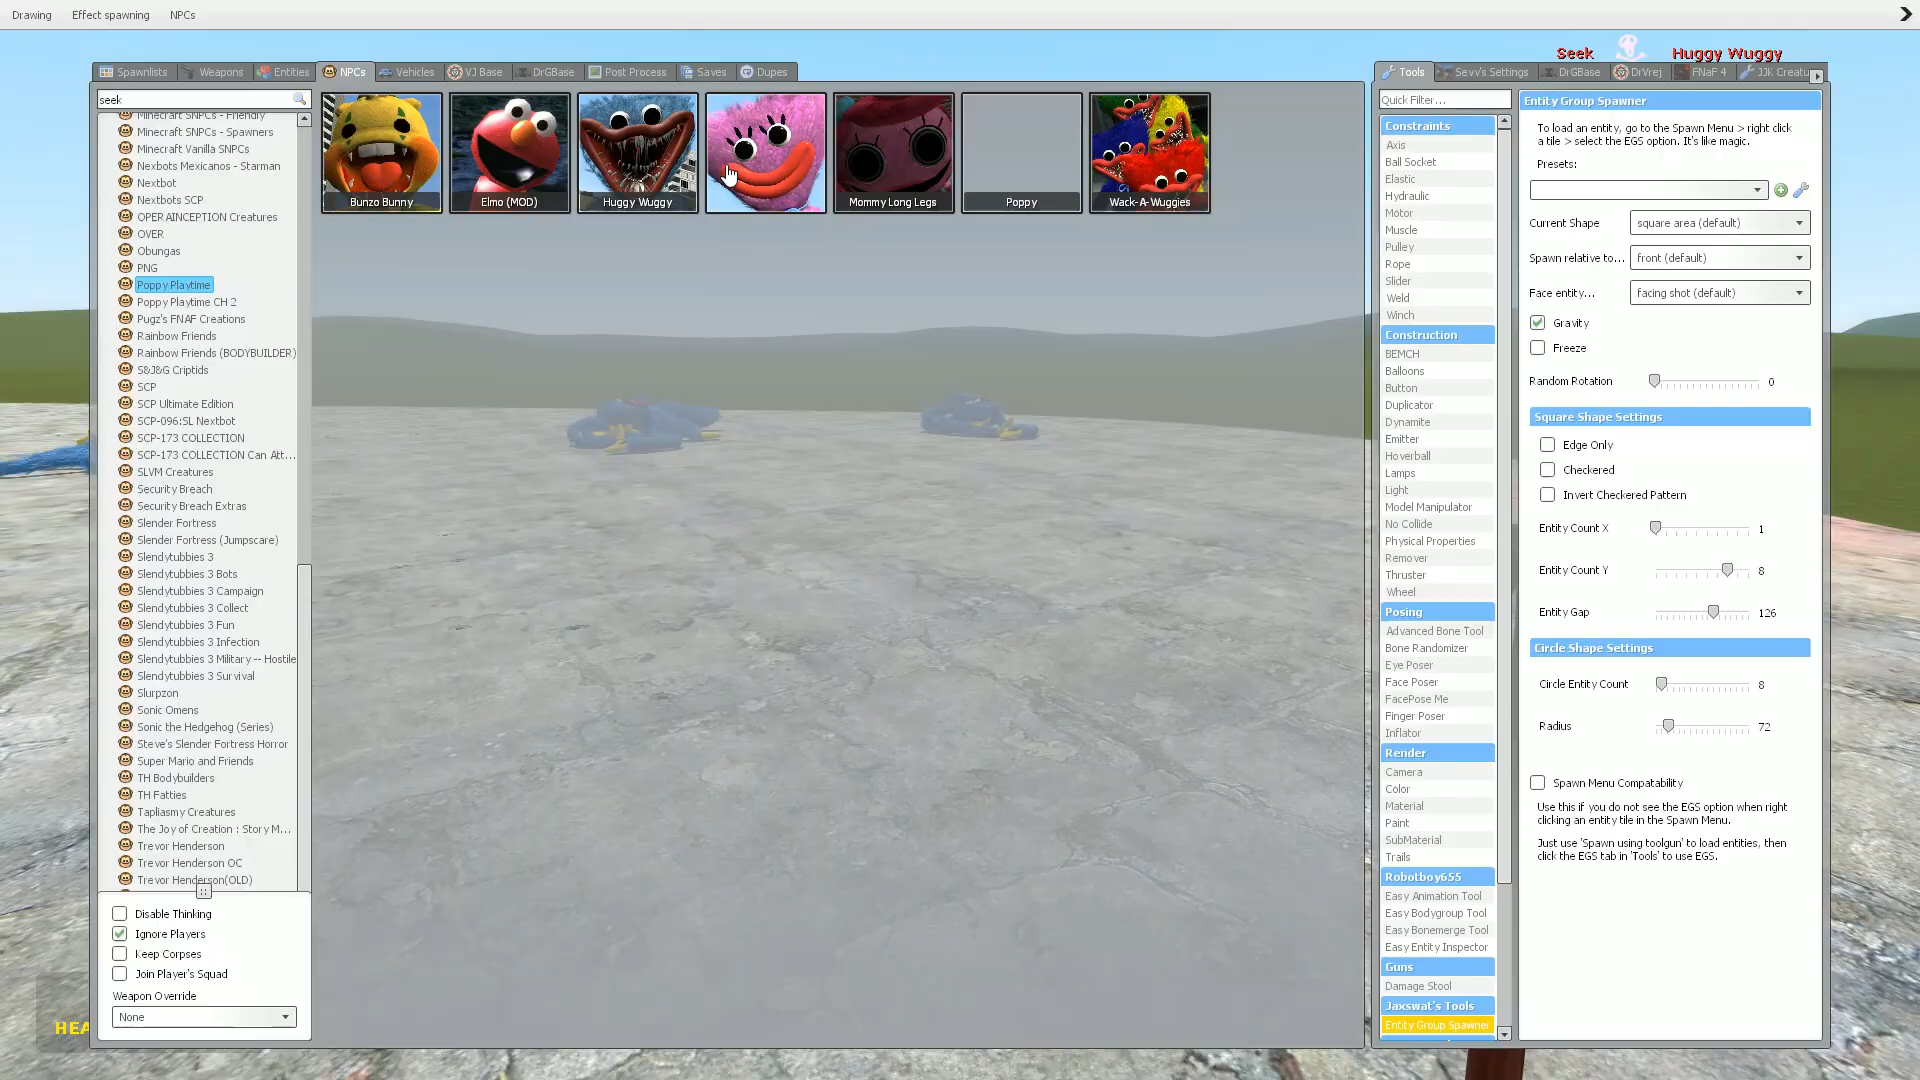 Drawing Effect spawning NPCs
Seek Huggy Wuggy
Spawnlists Weapons Entities NPCs Vehicles VJ Base DrGBase Post Process Saves Dupes
seek
Minecraft SNPCs - Friendly
Minecraft SNPCs - Spawners
Minecraft Vanilla SNPCs
Nexbots Mexicanos - Starman
Nextbot
Nextbots SCP
OPERAINCEPTION Creatures
OVER
Obungas
PNG
Poppy Playtime
Poppy Playtime CH 2
Pugz's FNAF Creations
Rainbow Friends
Rainbow Friends (BODYBUILDER)
S&J&G Criptids
SCP
SCP Ultimate Edition
SCP-096:SL Nextbot
SCP-173 COLLECTION
SCP-173 COLLECTION Can Att...
SLVM Creatures
Security Breach
Security Breach Extras
Slender Fortress
Slender Fortress (Jumpscare)
Slendytubbies 3
Slendytubbies 3 Bots
Slendytubbies 3 Campaign
Slendytubbies 3 Collect
Slendytubbies 3 Fun
Slendytubbies 3 Infection
Slendytubbies 3 Military -- Hostile
Slendytubbies 3 Survival
Slurpzon
Sonic Omens
Sonic the Hedgehog (Series)
Steve's Slender Fortress Horror
Super Mario and Friends
TH Bodybuilders
TH Fatties
Tapliasmy Creatures
The Joy of Creation : Story M...
Trevor Henderson
Trevor Henderson OC
Trevor Henderson(OLD)
Disable Thinking
Ignore Players
Keep Corpses
Join Player's Squad
Weapon Override
None
HEA
Bunzo Bunny
Elmo (MOD)
Huggy Wuggy
Mommy Long Legs
Poppy
Wack-A-Wuggies
Tools Sevv's Settings DrGBase DrVrej FNaF 4 JJK Creatu
Quick Filter...
Constraints
Axis
Ball Socket
Elastic
Hydraulic
Motor
Muscle
Pulley
Rope
Slider
Weld
Winch
Construction
BEMCH
Balloons
Button
Duplicator
Dynamite
Emitter
Hoverball
Lamps
Light
Model Manipulator
No Collide
Physical Properties
Remover
Thruster
Wheel
Posing
Advanced Bone Tool
Bone Randomizer
Eye Poser
Face Poser
FacePose Me
Finger Poser
Inflator
Render
Camera
Color
Material
Paint
SubMaterial
Trails
Robotboy655
Easy Animation Tool
Easy Bodygroup Tool
Easy Bonemerge Tool
Easy Entity Inspector
Guns
Damage Stool
Jaxswat's Tools
Entity Group Spawner
Entity Group Spawner
To load an entity, go to the Spawn Menu > right click
a tile > select the EGS option. It's like magic.
Presets:
Current Shape square area (default)
Spawn relative to... front (default)
Face entity... facing shot (default)
Gravity
Freeze
Random Rotation 0
Square Shape Settings
Edge Only
Checkered
Invert Checkered Pattern
Entity Count X 1
Entity Count Y 8
Entity Gap 126
Circle Shape Settings
Circle Entity Count 8
Radius 72
Spawn Menu Compatability
Use this if you do not see the EGS option when right
clicking an entity tile in the Spawn Menu.
Just use 'Spawn using toolgun' to load entities, then
click the EGS tab in 'Tools' to use EGS.